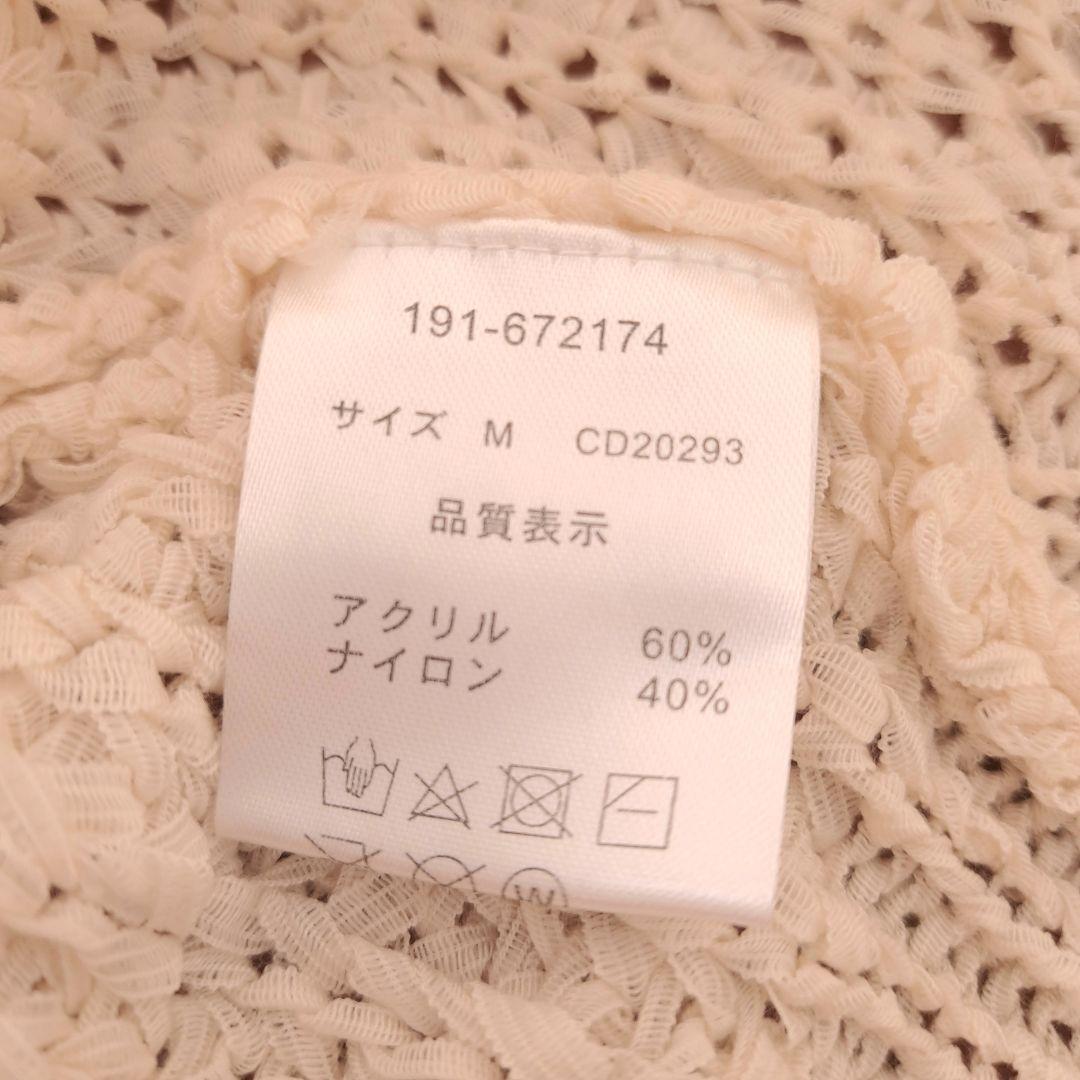 191-672174
サイズ M CD20293
品質表示
アクリル 60%
ナイロン 40%
W